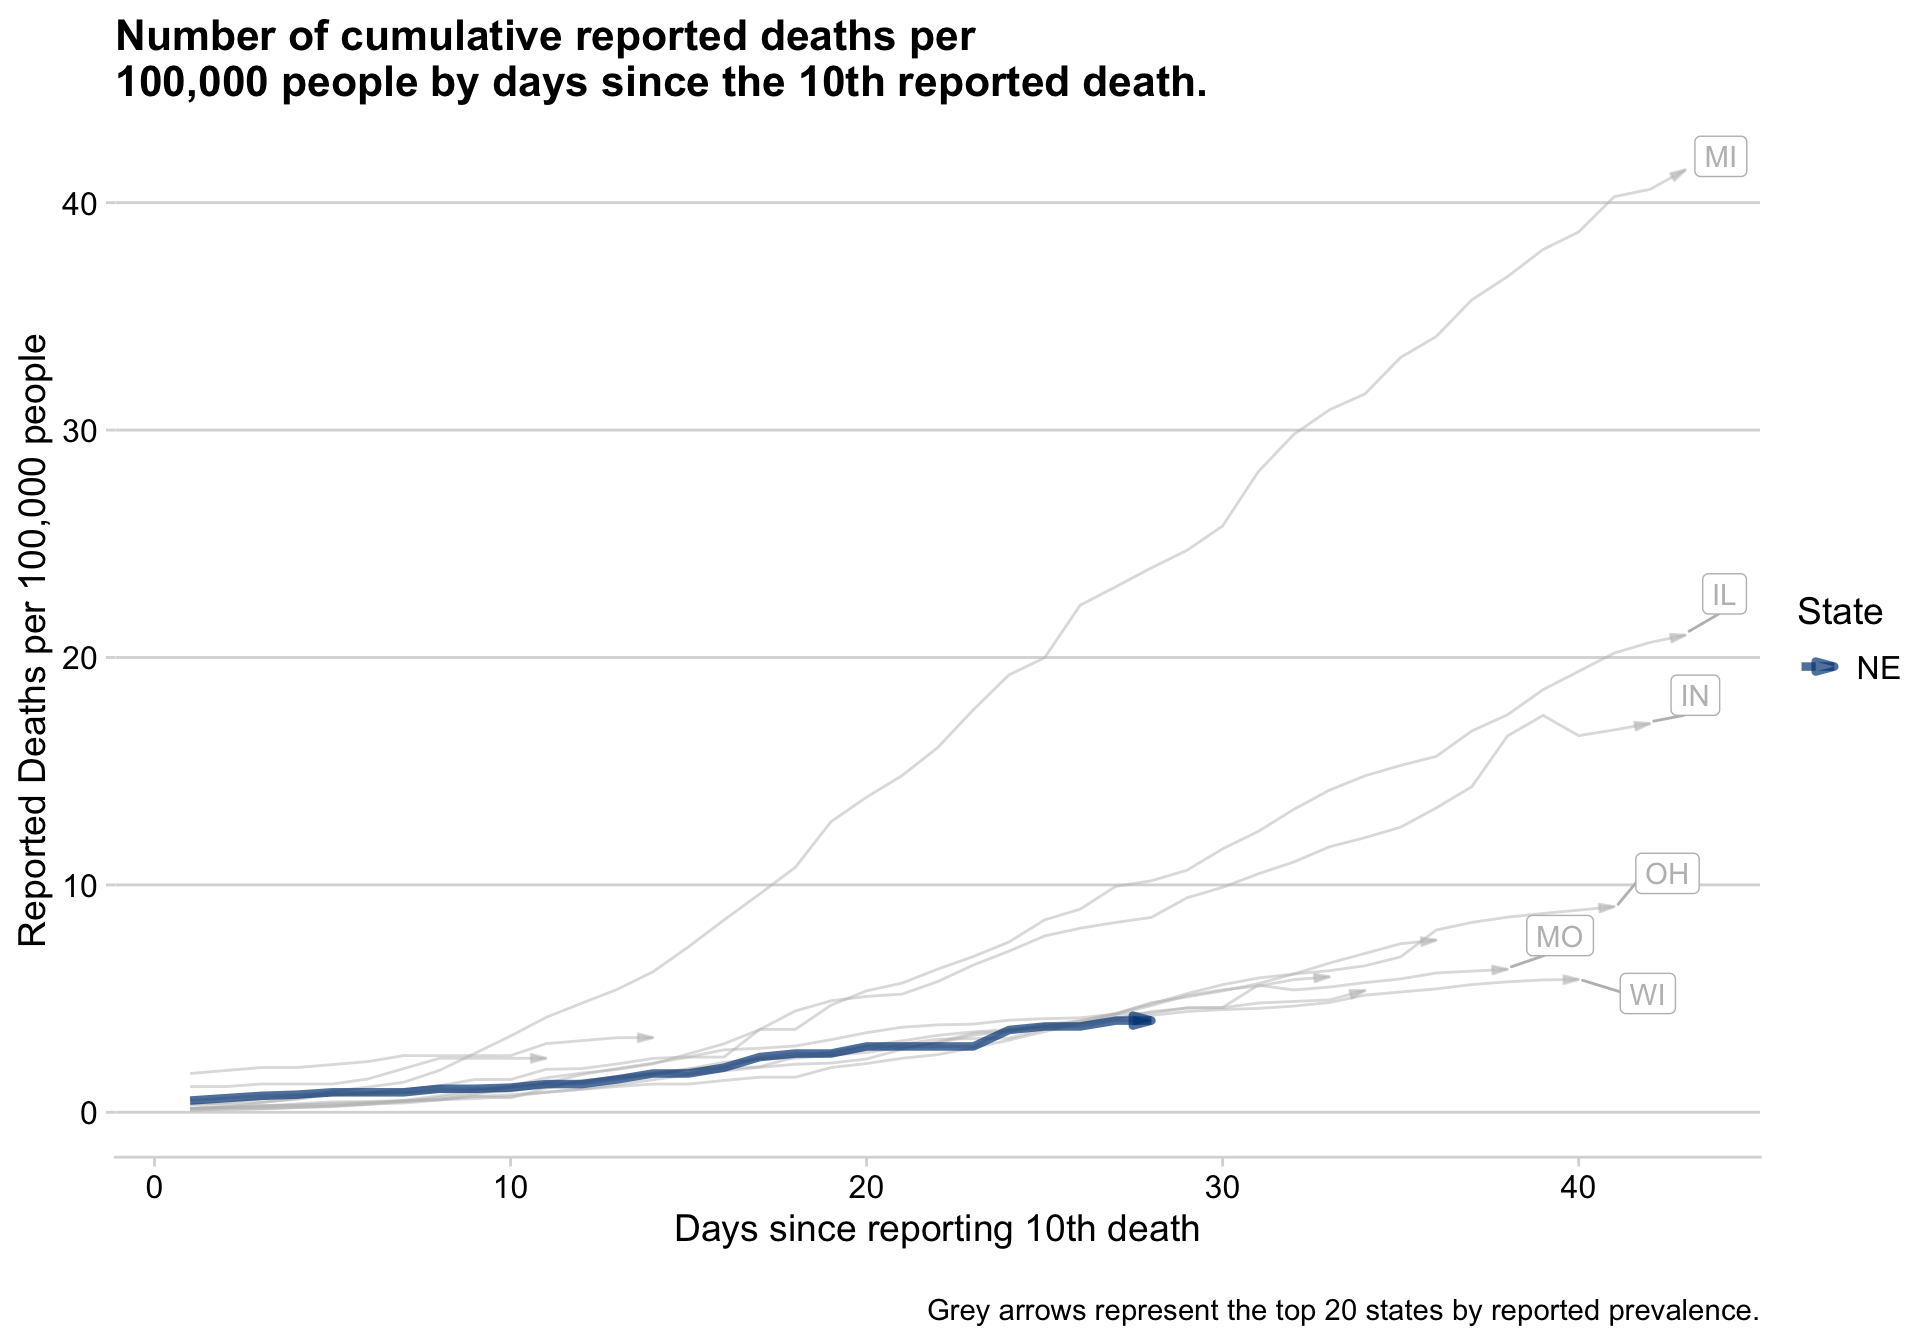 Number of cumulative reported deaths per
100,000 people by days since the 10th reported death.
Reported Deaths per 100,000 people
40
30
20
10
0
MI
IL
IN
OH
MO
WI
State
NE
0 10 20 30 40
Days since reporting 10th death
Grey arrows represent the top 20 states by reported prevalence.